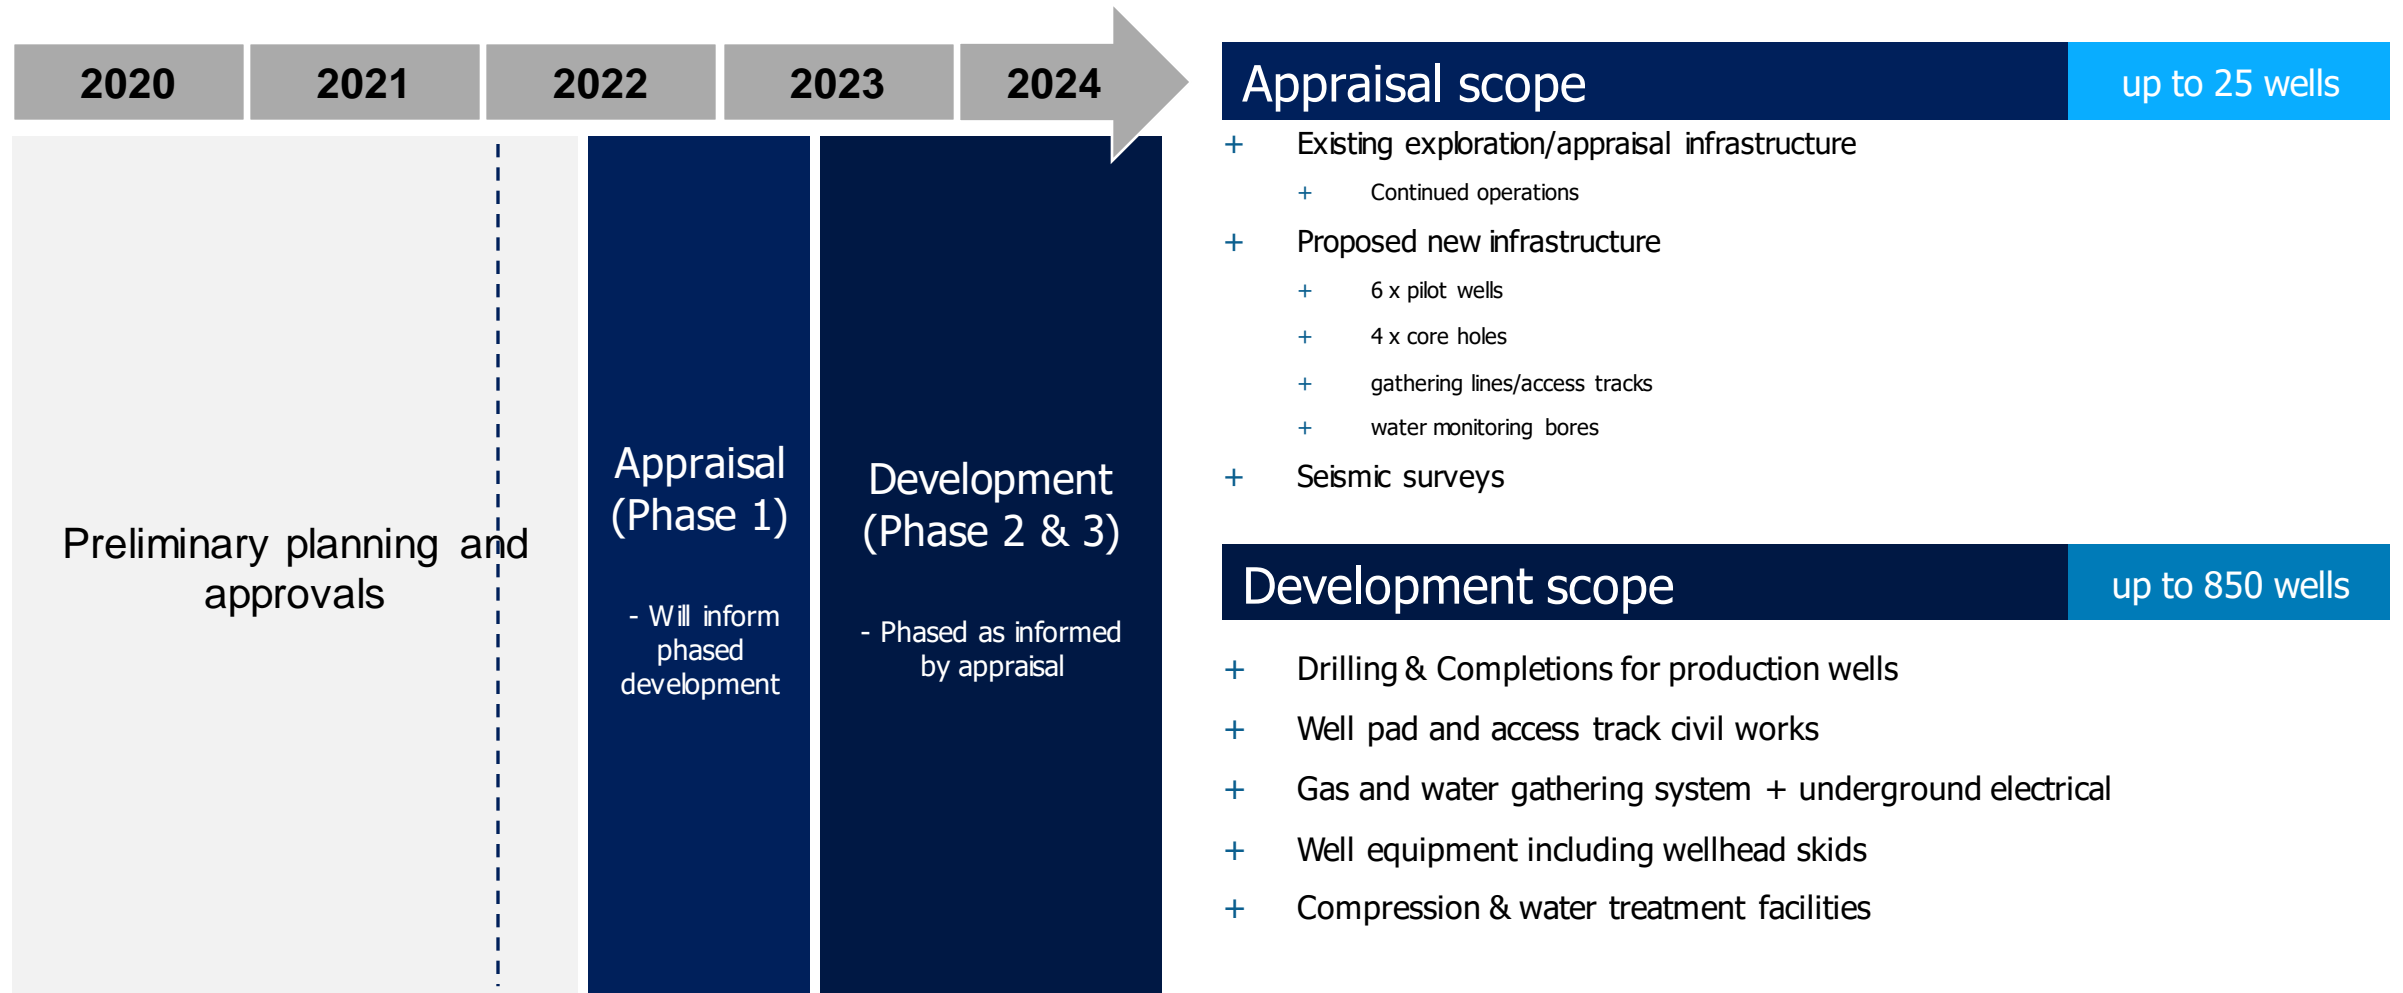 2020
2021
2022
2023
2024
Preliminary planning and
approvals
Appraisal
(Phase 1)
- Will inform
phased
development
Development
(Phase 2 & 3)
- Phased as informed
by appraisal
Appraisal scope
up to 25 wells
+ Existing exploration/appraisal infrastructure
+ Continued operations
+ Proposed new infrastructure
+ 6 x pilot wells
+ 4 x core holes
+ gathering lines/access tracks
+ water monitoring bores
+ Seismic surveys
Development scope
up to 850 wells
+ Drilling & Completions for production wells
+ Well pad and access track civil works
+ Gas and water gathering system + underground electrical
+ Well equipment including wellhead skids
+ Compression & water treatment facilities